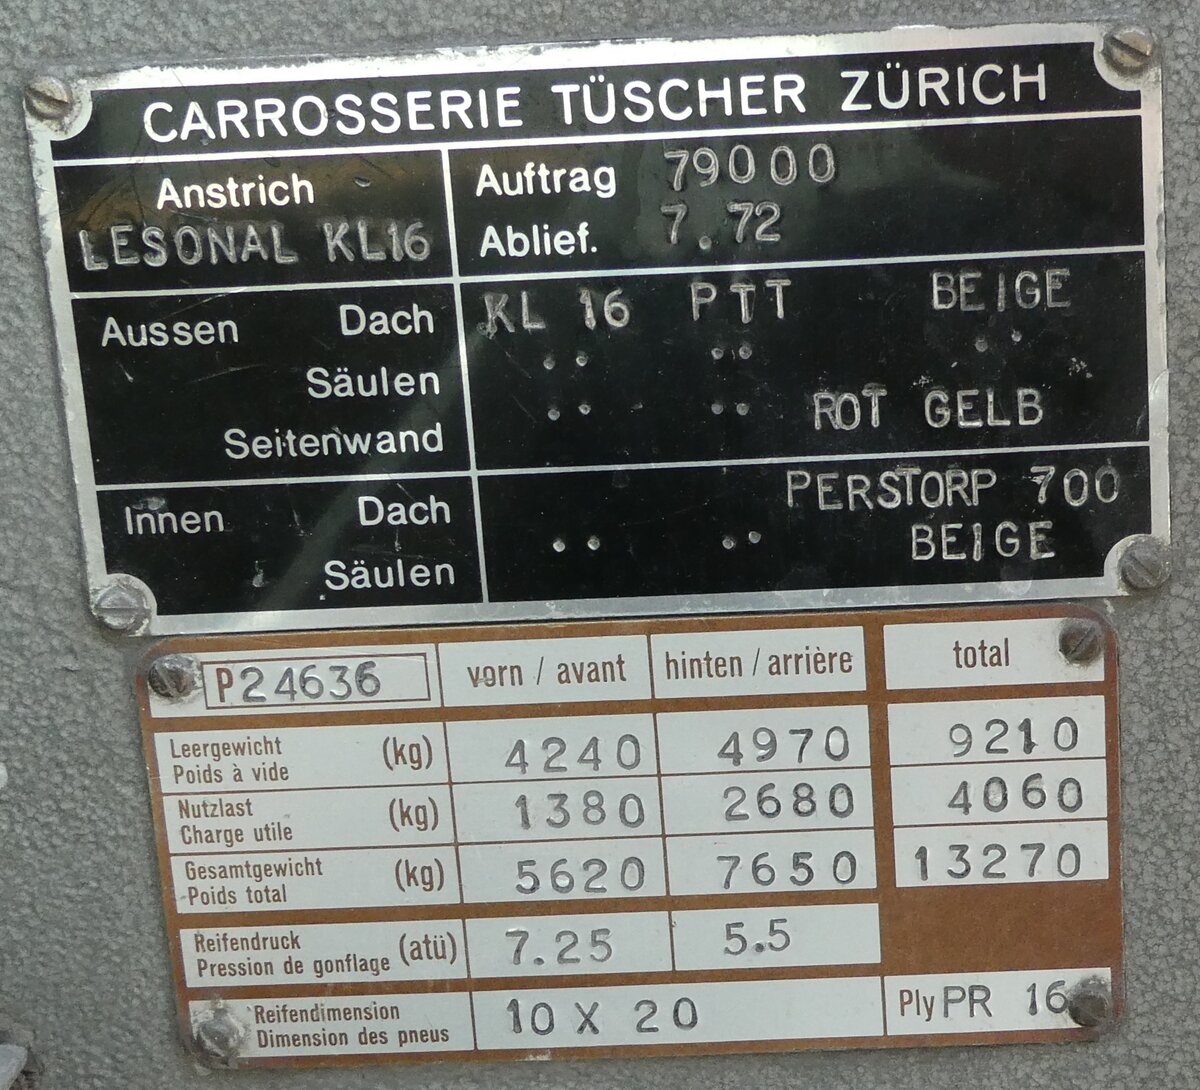 CARROSSERIE TÜSCHER ZÜRICH
Anstrich
LESONAL KL16
Auftrag 79000
Ablief. 7.72
Aussen Dach KL 16 PTT BEIGE
Säulen .. .. ..
Seitenwand .. .. ROT GELB
Innen Dach PERSTORP 700
Säulen .. .. BEIGE
P24636 vorn / avant hinten / arrière total
Leergewicht
Poids à vide (kg) 4240 4970 9210
Nutzlast
Charge utile (kg) 1380 2680 4060
Gesamtgewicht
Poids total (kg) 5620 7650 13270
Reifendruck
Pression de gonflage (atü) 7.25 5.5
Reifendimension
Dimension des pneus 10 X 20 Ply PR 16